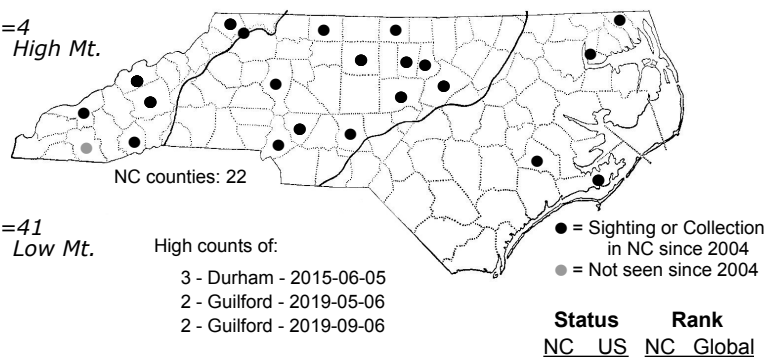 =4
High Mt.
NC counties: 22
=41
Low Mt.
High counts of:
3 - Durham - 2015-06-05
2 - Guilford - 2019-05-06
2 - Guilford - 2019-09-06
● = Sighting or Collection
in NC since 2004
● = Not seen since 2004
Status Rank
NC US NC Global